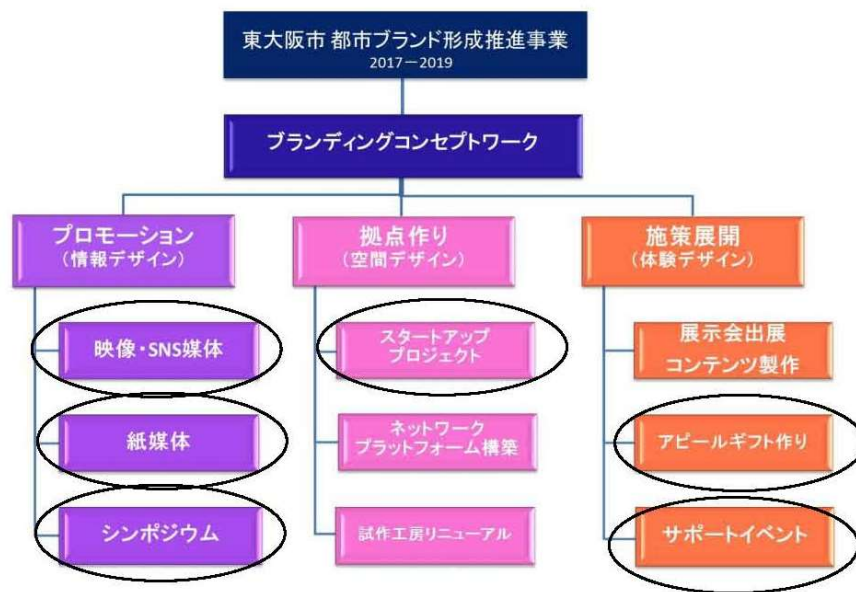 東大阪市 都市ブランド形成推進事業
2017－2019
ブランディングコンセプトワーク
プロモーション
（情報デザイン）
映像・SNS媒体
紙媒体
シンポジウム
拠点作り
（空間デザイン）
スタートアップ
プロジェクト
ネットワーク
プラットフォーム構築
試作工房リニューアル
施策展開
（体験デザイン）
展示会出展
コンテンツ製作
アピールギフト作り
サポートイベント